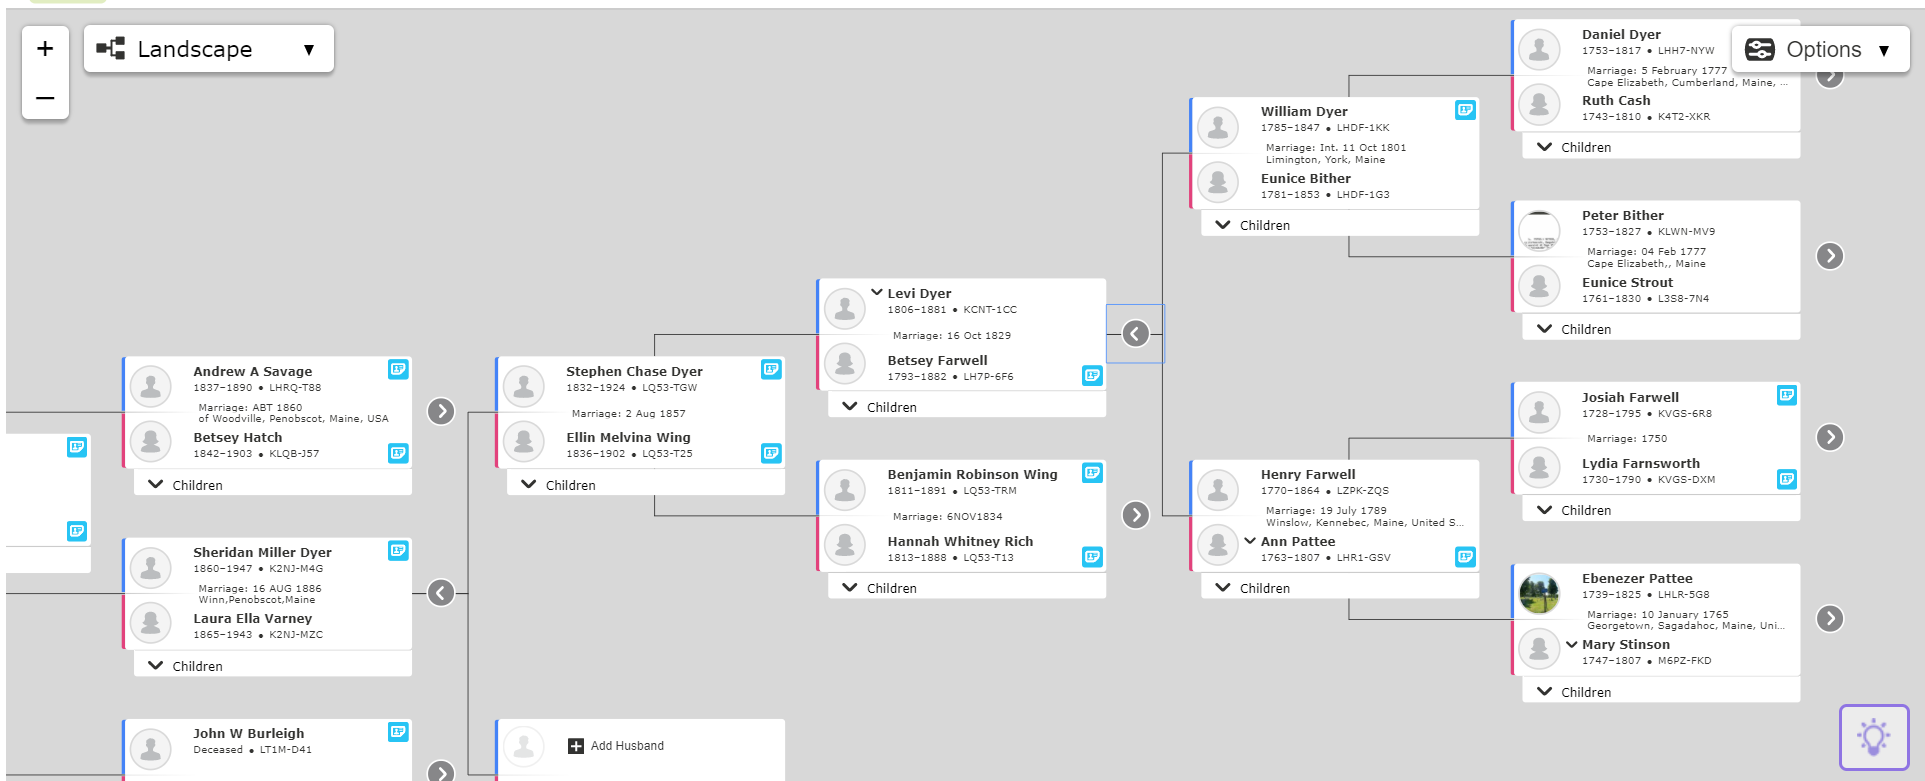 +
Landscape ▼
−
Options ▼
Daniel Dyer
1753–1817 • LHH7-NYW
Marriage: 5 February 1777
Cape Elizabeth, Cumberland, Maine, ...
Ruth Cash
1743–1810 • K4T2-XKR
Children
William Dyer
1785–1847 • LHDF-1KK
Marriage: Int. 11 Oct 1801
Limington, York, Maine
Eunice Bither
1781–1853 • LHDF-1G3
Children
Peter Bither
1753–1827 • KLWN-MV9
Marriage: 04 Feb 1777
Cape Elizabeth,, Maine
Eunice Strout
1761–1830 • L3S8-7N4
Children
Levi Dyer
1806–1881 • KCNT-1CC
Marriage: 16 Oct 1829
Betsey Farwell
1793–1882 • LH7P-6F6
Children
Andrew A Savage
1837–1890 • LHRQ-T88
Marriage: ABT 1860
of Woodville, Penobscot, Maine, USA
Betsey Hatch
1842–1903 • KLQB-J57
Children
Stephen Chase Dyer
1832–1924 • LQ53-TGW
Marriage: 2 Aug 1857
Ellin Melvina Wing
1836–1902 • LQ53-T25
Children
Josiah Farwell
1728–1795 • KVGS-6R8
Marriage: 1750
Lydia Farnsworth
1730–1790 • KVGS-DXM
Children
Benjamin Robinson Wing
1811–1891 • LQ53-TRM
Marriage: 6NOV1834
Hannah Whitney Rich
1813–1888 • LQ53-T13
Children
Henry Farwell
1770–1864 • LZPK-ZQS
Marriage: 19 July 1789
Winslow, Kennebec, Maine, United S...
Ann Pattee
1763–1807 • LHR1-GSV
Children
Sheridan Miller Dyer
1860–1947 • K2NJ-M4G
Marriage: 16 AUG 1886
Winn,Penobscot,Maine
Laura Ella Varney
1865–1943 • K2NJ-MZC
Children
Ebenezer Pattee
1739–1825 • LHLR-5G8
Marriage: 10 January 1765
Georgetown, Sagadahoc, Maine, Uni...
Mary Stinson
1747–1807 • M6PZ-FKD
Children
John W Burleigh
Deceased • LT1M-D41
Add Husband